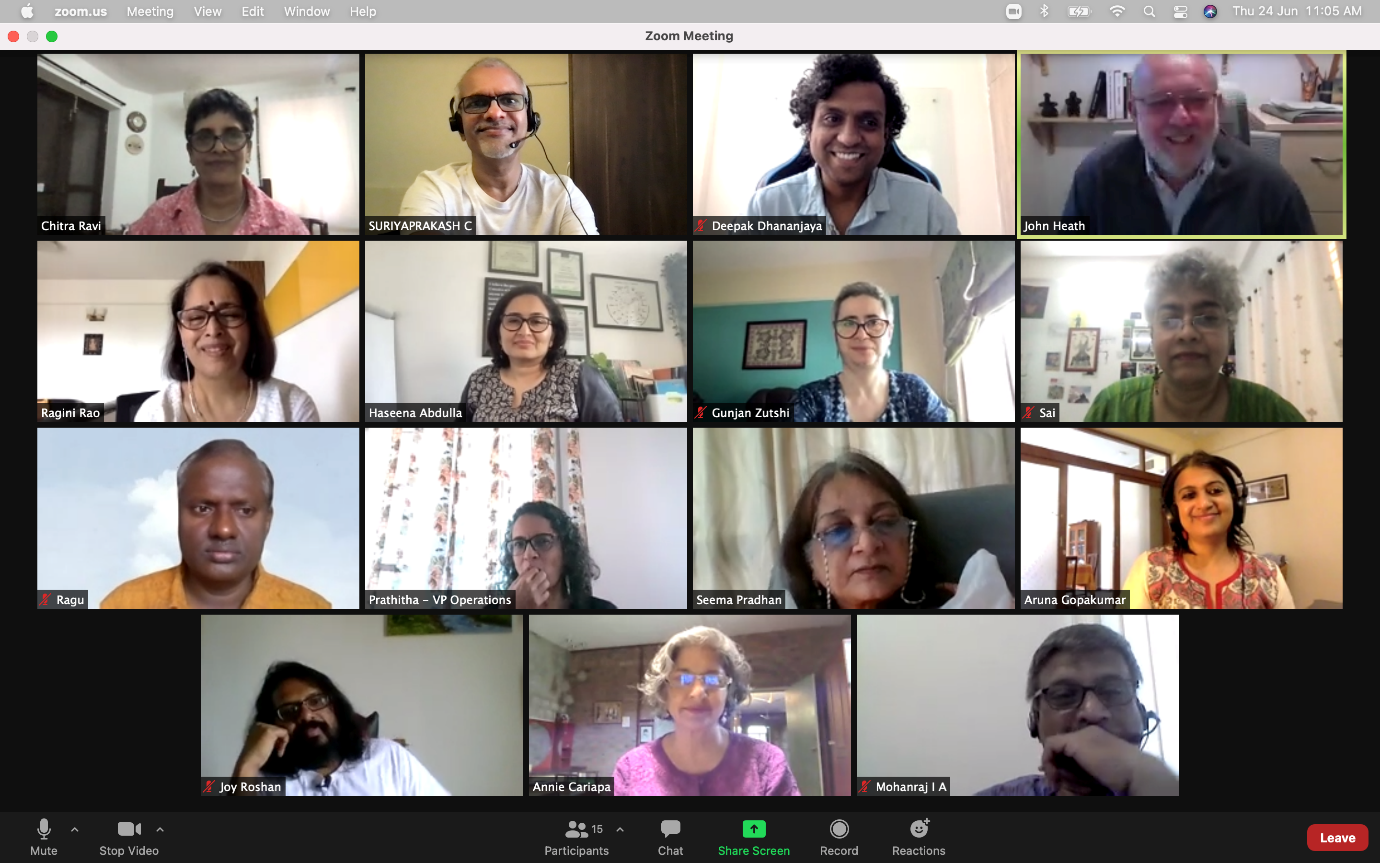 zoom.us Meeting View Edit Window Help Thu 24 Jun 11:05 AM
Zoom Meeting
Chitra Ravi
SURIYAPRAKASH C
Deepak Dhananjaya
John Heath
Ragini Rao
Haseena Abdulla
Gunjan Zutshi
Sai
Ragu
Prathitha – VP Operations
Seema Pradhan
Aruna Gopakumar
Joy Roshan
Annie Cariapa
Mohanraj I A
Mute Stop Video Participants 15 Chat Share Screen Record Reactions Leave